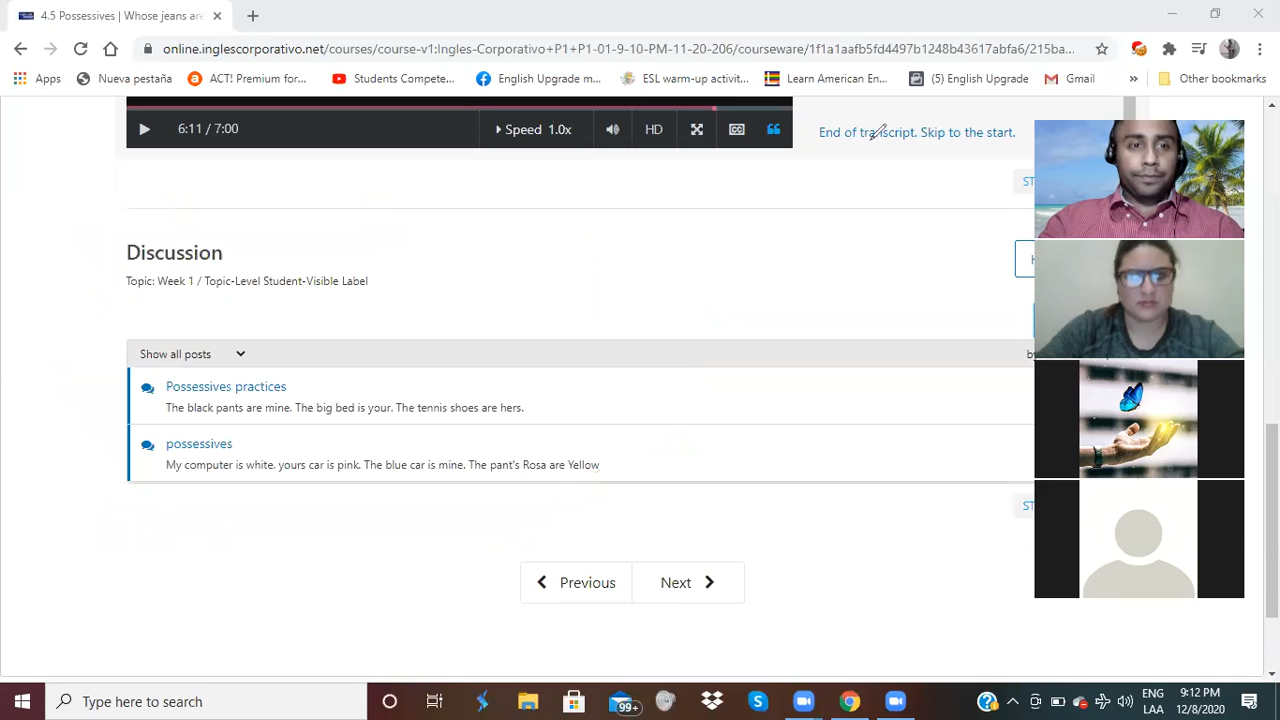 4.5 Possessives | Whose jeans are
online.inglescorporativo.net/courses/course-v1:Ingles-Corporativo+P1+P1-01-9-10-PM-11-20-206/courseware/1f1a1aafb5fd4497b1248b43617abfa6/215ba...
Apps Nueva pestaña ACT! Premium for... Students Compete... English Upgrade m... ESL warm-up activit... Learn American En... (5) English Upgrade Gmail » Other bookmarks
6:11 / 7:00 Speed 1.0x HD
End of transcript. Skip to the start.
ST
Discussion
H
Topic: Week 1 / Topic-Level Student-Visible Label
Show all posts
by
Possessives practices
The black pants are mine. The big bed is your. The tennis shoes are hers.
possessives
My computer is white. yours car is pink. The blue car is mine. The pant's Rosa are Yellow
ST
Previous Next
Type here to search
99+
ENG 9:12 PM
LAA 12/8/2020